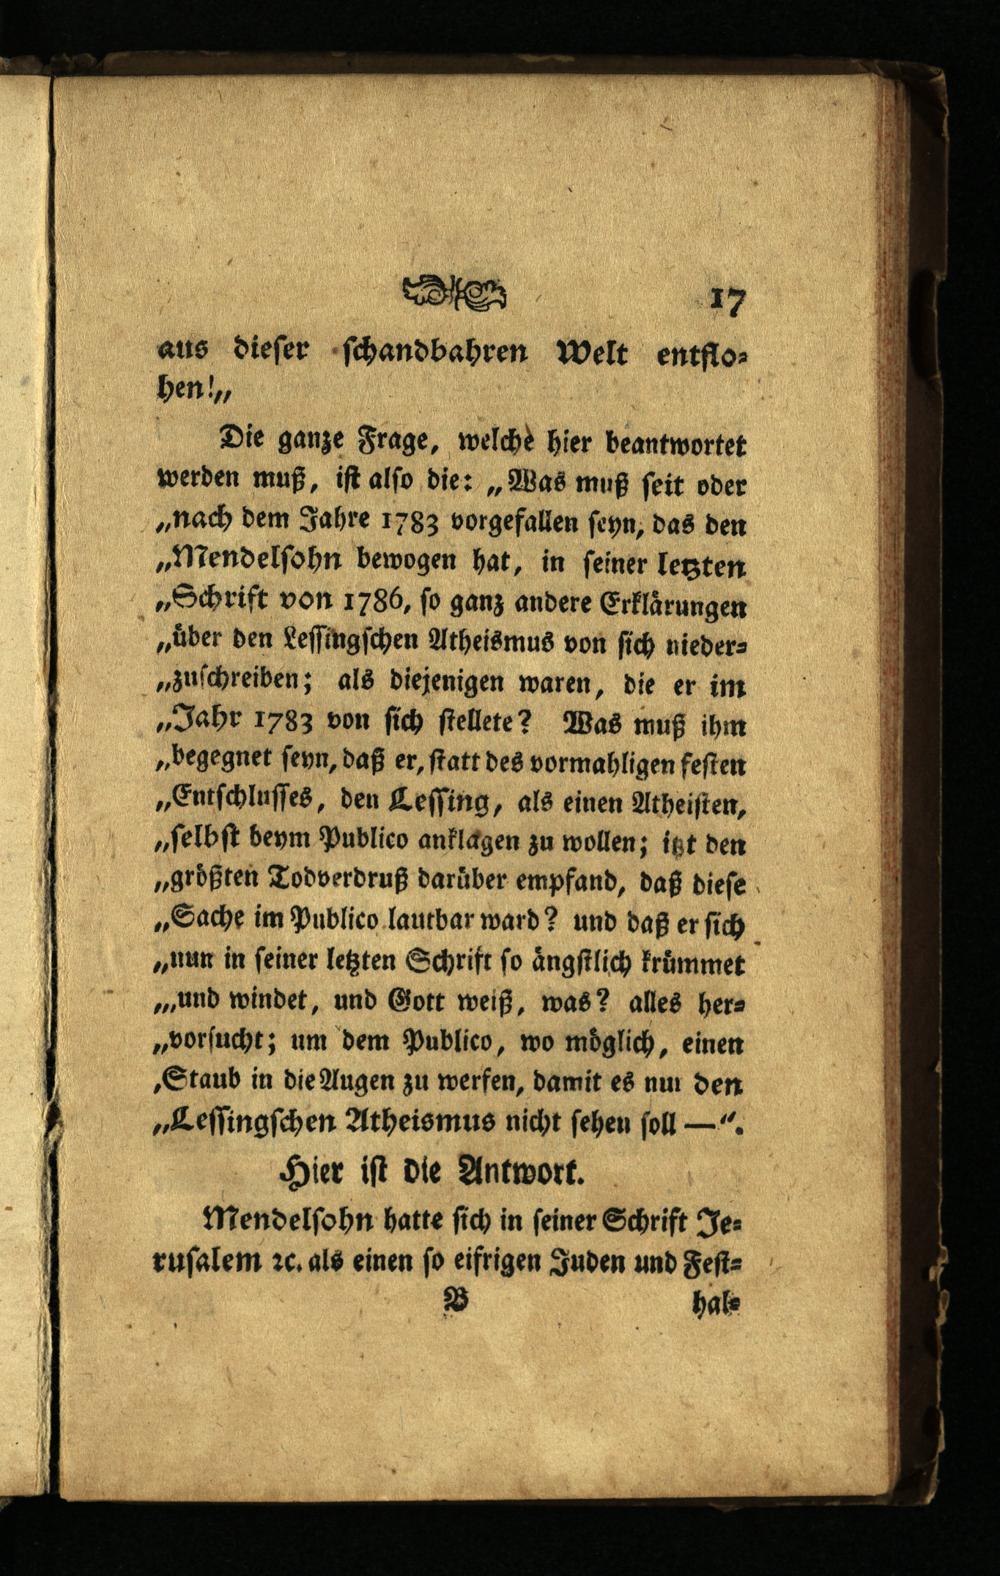 17
aus dieser schandbahren Welt entflo-
hen!„
Die ganze Frage, welche hier beantwortet
werden muß, ist also die: „Was muß seit oder
„nach dem Jahre 1783 vorgefallen seyn, das den
„Mendelsohn bewogen hat, in seiner letzten
„Schrift von 1786, so ganz andere Erklärungen
„über den Lessingschen Atheismus von sich nieder-
„zuschreiben; als diejenigen waren, die er im
„Jahr 1783 von sich stellete? Was muß ihm
„begegnet seyn, daß er, statt des vormahligen festen
„Entschlusses, den Lessing, als einen Atheisten,
„selbst beym Publico anklagen zu wollen; itzt den
„größten Todverdruß darüber empfand, daß diese
„Sache im Publico lautbar ward? und daß er sich
„nun in seiner letzten Schrift so ängstlich krümmet
„,und windet, und Gott weiß, was? alles her-
„vorsucht; um dem Publico, wo möglich, einen
‚Staub in die Augen zu werfen, damit es nur den
„Lessingschen Atheismus nicht sehen soll —“.
Hier ist die Antwort.
Mendelsohn hatte sich in seiner Schrift Je-
rusalem ꝛc. als einen so eifrigen Juden und Fest-
B hal-